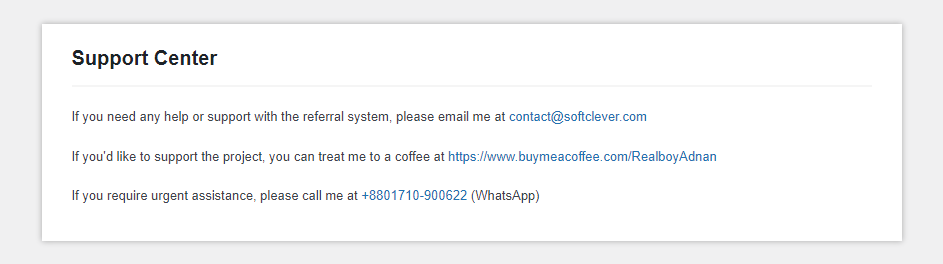 Support Center
If you need any help or support with the referral system, please email me at contact@softclever.com
If you'd like to support the project, you can treat me to a coffee at https://www.buymeacoffee.com/RealboyAdnan
If you require urgent assistance, please call me at +8801710-900622 (WhatsApp)